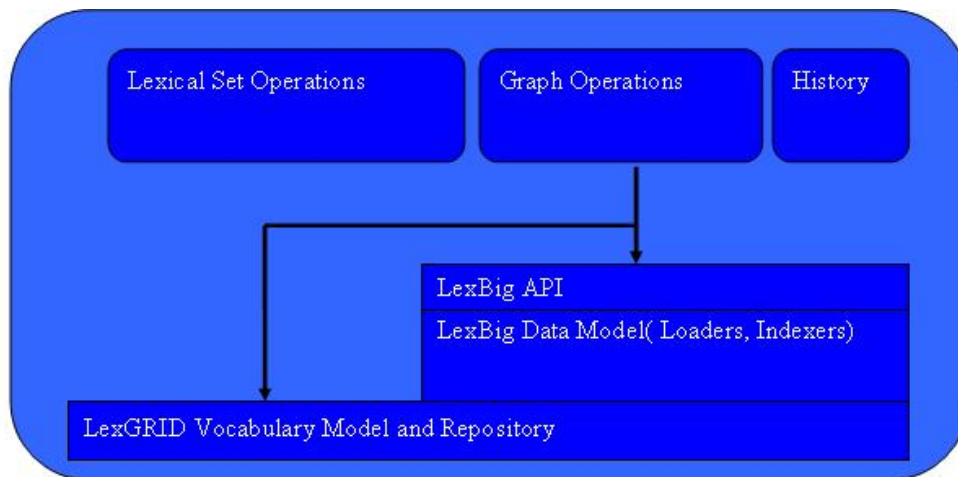 Lexical Set Operations
Graph Operations
History
LexBig API
LexBig Data Model( Loaders, Indexers)
LexGRID Vocabulary Model and Repository